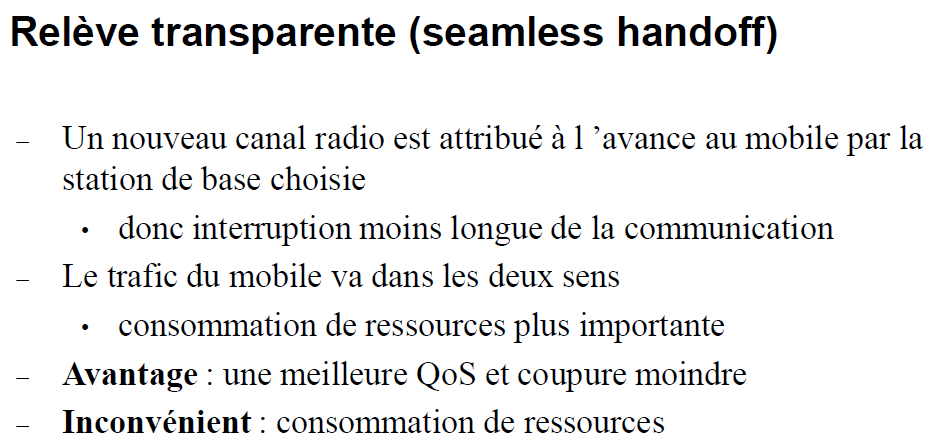 Relève transparente (seamless handoff)
– Un nouveau canal radio est attribué à l ’avance au mobile par la
station de base choisie
• donc interruption moins longue de la communication
– Le trafic du mobile va dans les deux sens
• consommation de ressources plus importante
– Avantage : une meilleure QoS et coupure moindre
– Inconvénient : consommation de ressources